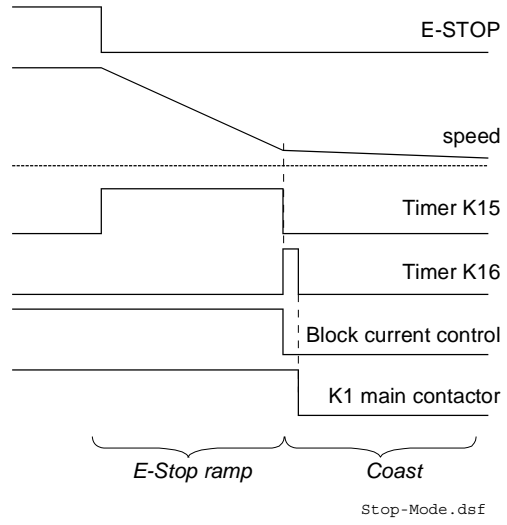 E-STOP
speed
Timer K15
Timer K16
Block current control
K1 main contactor
E-Stop ramp
Coast
Stop-Mode.dsf